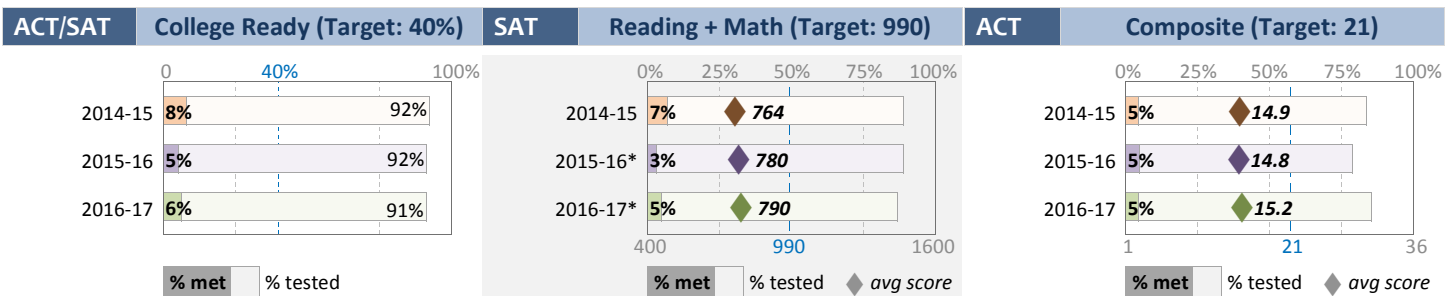 ACT/SAT College Ready (Target: 40%)
0 40% 100%
2014-15 8% 92%
2015-16 5% 92%
2016-17 6% 91%
% met % tested
SAT Reading + Math (Target: 990)
0% 25% 50% 75% 100%
2014-15 7% 764
2015-16* 3% 780
2016-17* 5% 790
400 990 1600
% met % tested avg score
ACT Composite (Target: 21)
0% 25% 50% 75% 100%
2014-15 5% 14.9
2015-16 5% 14.8
2016-17 5% 15.2
1 21 36
% met % tested avg score